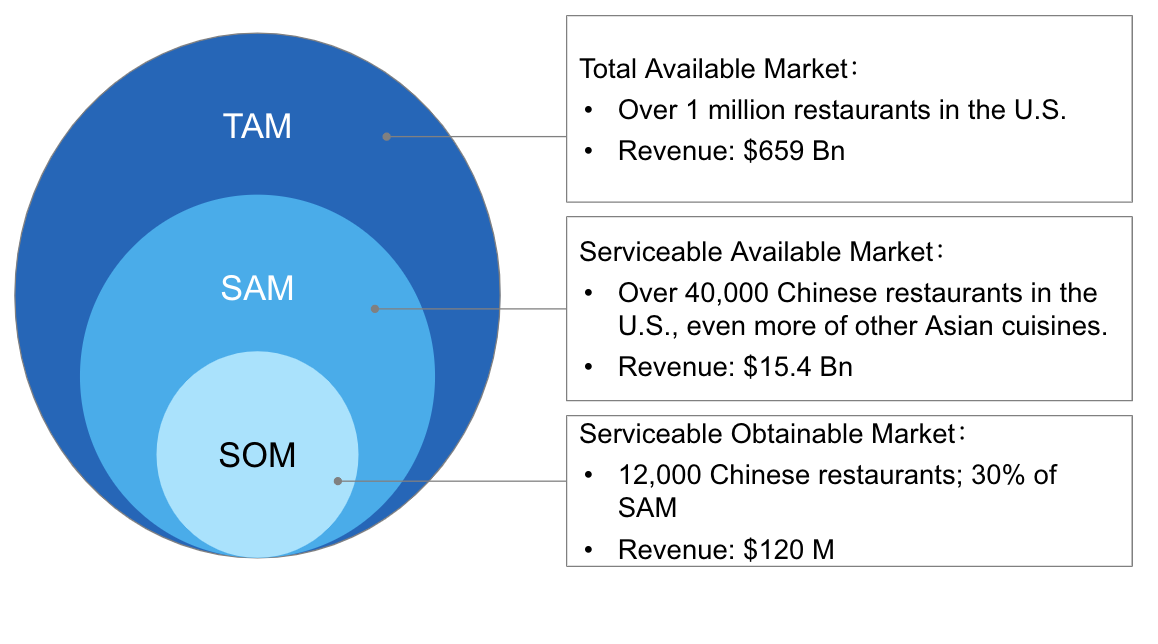 TAM
SAM
SOM
Total Available Market：
• Over 1 million restaurants in the U.S.
• Revenue: $659 Bn
Serviceable Available Market：
• Over 40,000 Chinese restaurants in the
U.S., even more of other Asian cuisines.
• Revenue: $15.4 Bn
Serviceable Obtainable Market：
• 12,000 Chinese restaurants; 30% of
SAM
• Revenue: $120 M